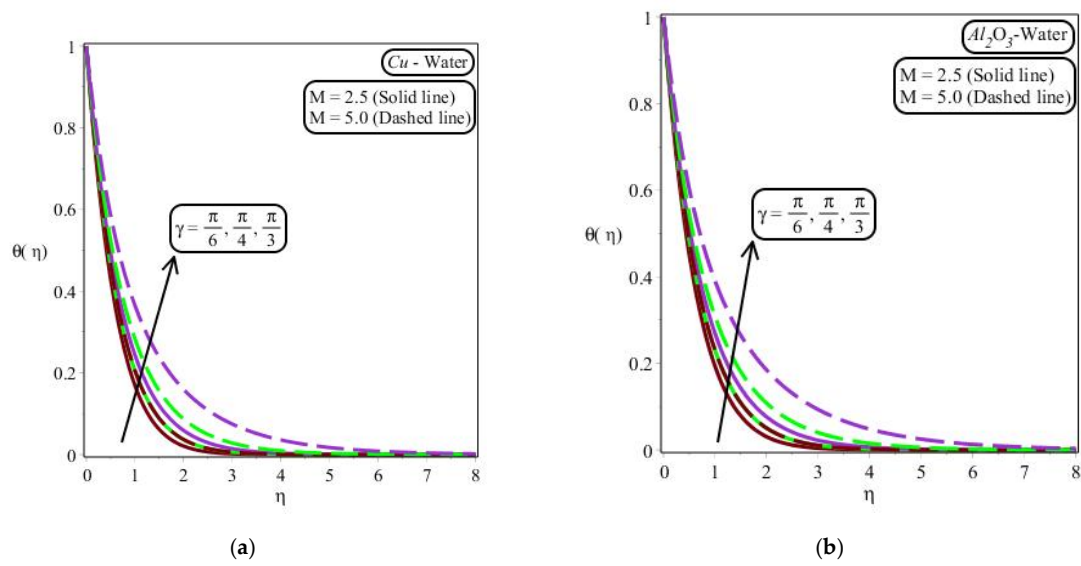 Cu - Water
M = 2.5 (Solid line)
M = 5.0 (Dashed line)
γ = π/6, π/4, π/3
θ( η)
1
0.8
0.6
0.4
0.2
0
0 1 2 3 4 5 6 7 8
η
(a)
Al₂O₃-Water
M = 2.5 (Solid line)
M = 5.0 (Dashed line)
γ = π/6, π/4, π/3
θ( η)
1
0.8
0.6
0.4
0.2
0
0 1 2 3 4 5 6 7 8
η
(b)